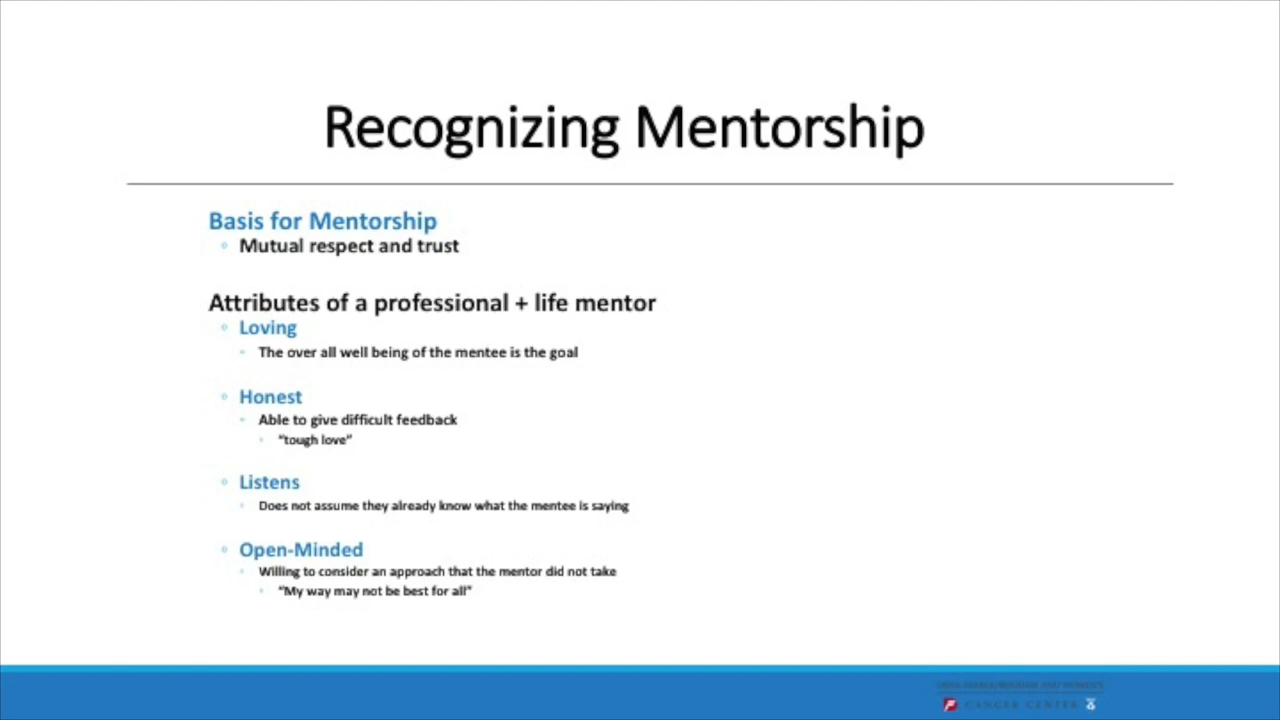 Recognizing Mentorship
Basis for Mentorship
Mutual respect and trust
Attributes of a professional + life mentor
Loving
The over all well being of the mentee is the goal
Honest
Able to give difficult feedback
"tough love"
Listens
Does not assume they already know what the mentee is saying
Open-Minded
Willing to consider an approach that the mentor did not take
"My way may not be best for all"
CANCER CENTER